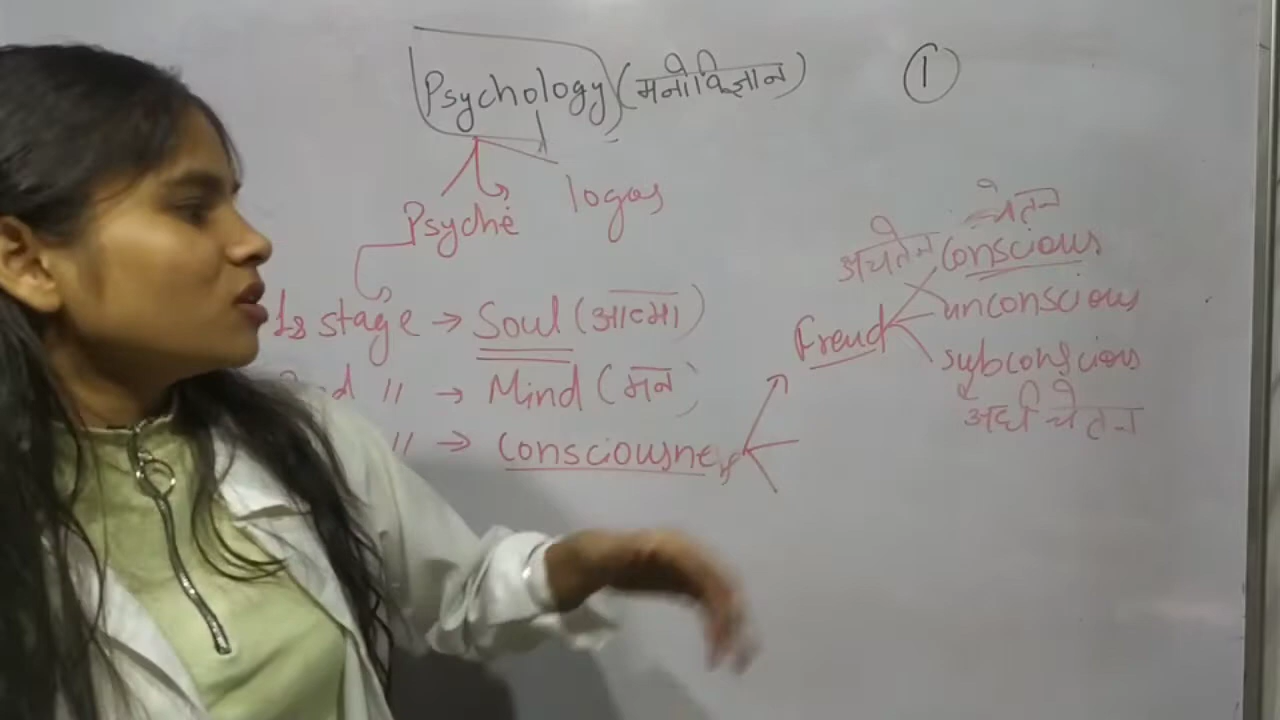 Psychology (मनोविज्ञान)
1
Psyche logos
1s stage → Soul (आत्मा)
" → Mind (मन)
" → Consciousness
Freud
चेतन
अचेतन Conscious
unconscious
subconscious
अर्धचेतन